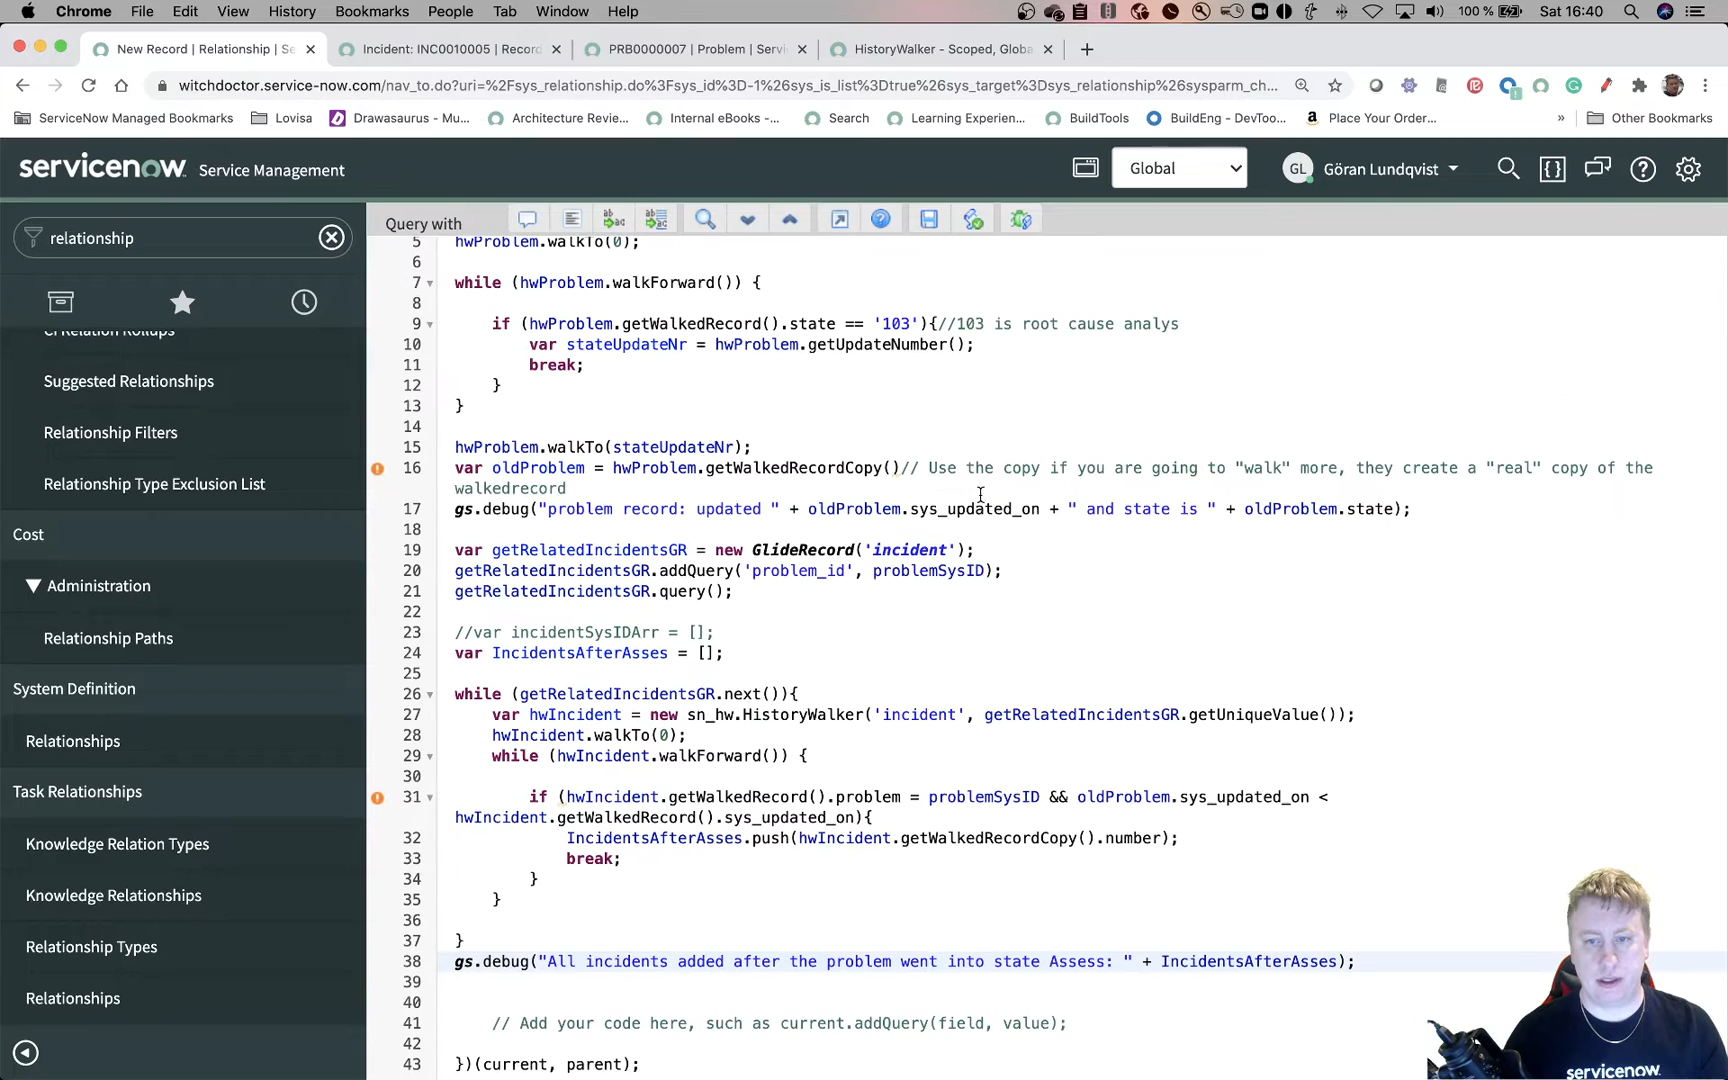 Chrome File Edit View History Bookmarks People Tab Window Help 100 % Sat 16:40
New Record | Relationship | Se Incident: INC0010005 | Record PRB0000007 | Problem | Servi HistoryWalker - Scoped, Globa
witchdoctor.service-now.com/nav_to.do?uri=%2Fsys_relationship.do%3Fsys_id%3D-1%26sys_is_list%3Dtrue%26sys_target%3Dsys_relationship%26sysparm_ch...
ServiceNow Managed Bookmarks Lovisa Drawasaurus - Mu... Architecture Revie... Internal eBooks -... Search Learning Experien... BuildTools BuildEng - DevToo... Place Your Order... » Other Bookmarks
servicenow Service Management Global GL Göran Lundqvist
relationship
CI Relation Rollups
Suggested Relationships
Relationship Filters
Relationship Type Exclusion List
Cost
Administration
Relationship Paths
System Definition
Relationships
Task Relationships
Knowledge Relation Types
Knowledge Relationships
Relationship Types
Relationships
Query with
5 hwProblem.walkTo(0);
6
7 while (hwProblem.walkForward()) {
8
9 if (hwProblem.getWalkedRecord().state == '103'){//103 is root cause analys
10 var stateUpdateNr = hwProblem.getUpdateNumber();
11 break;
12 }
13 }
14
15 hwProblem.walkTo(stateUpdateNr);
16 var oldProblem = hwProblem.getWalkedRecordCopy()// Use the copy if you are going to "walk" more, they create a "real" copy of the
walkedrecord
17 gs.debug("problem record: updated " + oldProblem.sys_updated_on + " and state is " + oldProblem.state);
18
19 var getRelatedIncidentsGR = new GlideRecord('incident');
20 getRelatedIncidentsGR.addQuery('problem_id', problemSysID);
21 getRelatedIncidentsGR.query();
22
23 //var incidentSysIDArr = [];
24 var IncidentsAfterAsses = [];
25
26 while (getRelatedIncidentsGR.next()){
27 var hwIncident = new sn_hw.HistoryWalker('incident', getRelatedIncidentsGR.getUniqueValue());
28 hwIncident.walkTo(0);
29 while (hwIncident.walkForward()) {
30
31 if (hwIncident.getWalkedRecord().problem = problemSysID && oldProblem.sys_updated_on <
hwIncident.getWalkedRecord().sys_updated_on){
32 IncidentsAfterAsses.push(hwIncident.getWalkedRecordCopy().number);
33 break;
34 }
35 }
36
37 }
38 gs.debug("All incidents added after the problem went into state Assess: " + IncidentsAfterAsses);
39
40
41 // Add your code here, such as current.addQuery(field, value);
42
43 })(current, parent);
servicenow